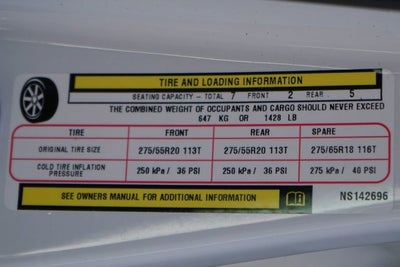 TIRE AND LOADING INFORMATION
SEATING CAPACITY - TOTAL 7 FRONT 2 REAR 5
THE COMBINED WEIGHT OF OCCUPANTS AND CARGO SHOULD NEVER EXCEED
647 KG OR 1428 LB
TIRE FRONT REAR SPARE
ORIGINAL TIRE SIZE 275/55R20 113T 275/55R20 113T 275/65R18 116T
COLD TIRE INFLATION PRESSURE 250 kPa / 36 PSI 250 kPa / 36 PSI 275 kPa / 40 PSI
SEE OWNERS MANUAL FOR ADDITIONAL INFORMATION NS142696